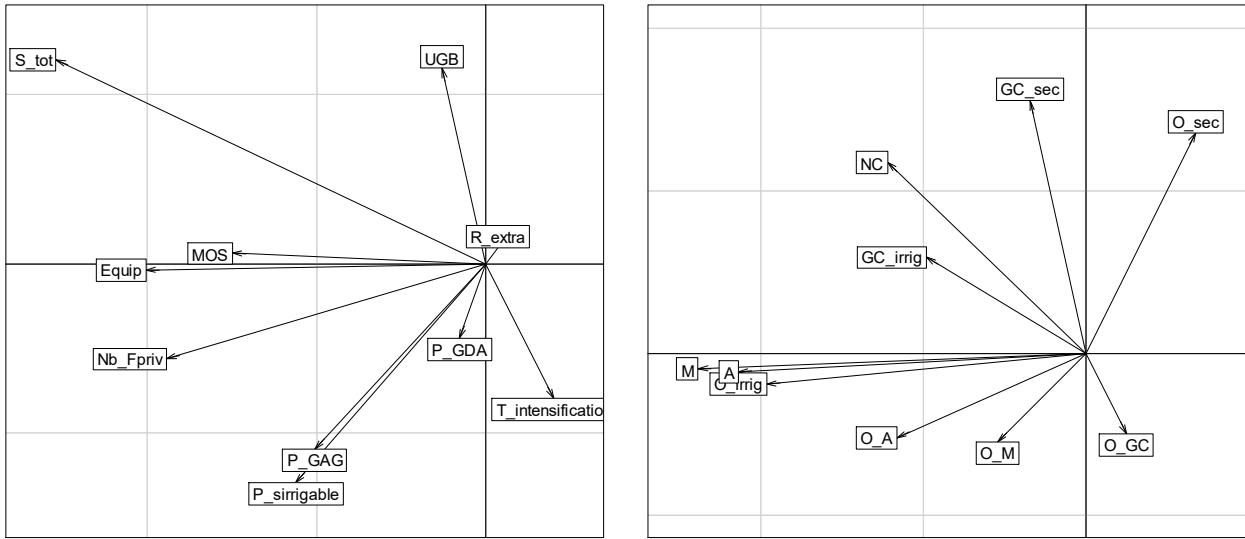 S_tot
UGB
R_extra
MOS
Equip
Nb_Fpriv
P_GDA
T_intensificatio
P_GAG
P_sirrigable
GC_sec
O_sec
NC
GC_irrig
M
A
O_irrig
O_A
O_M
O_GC